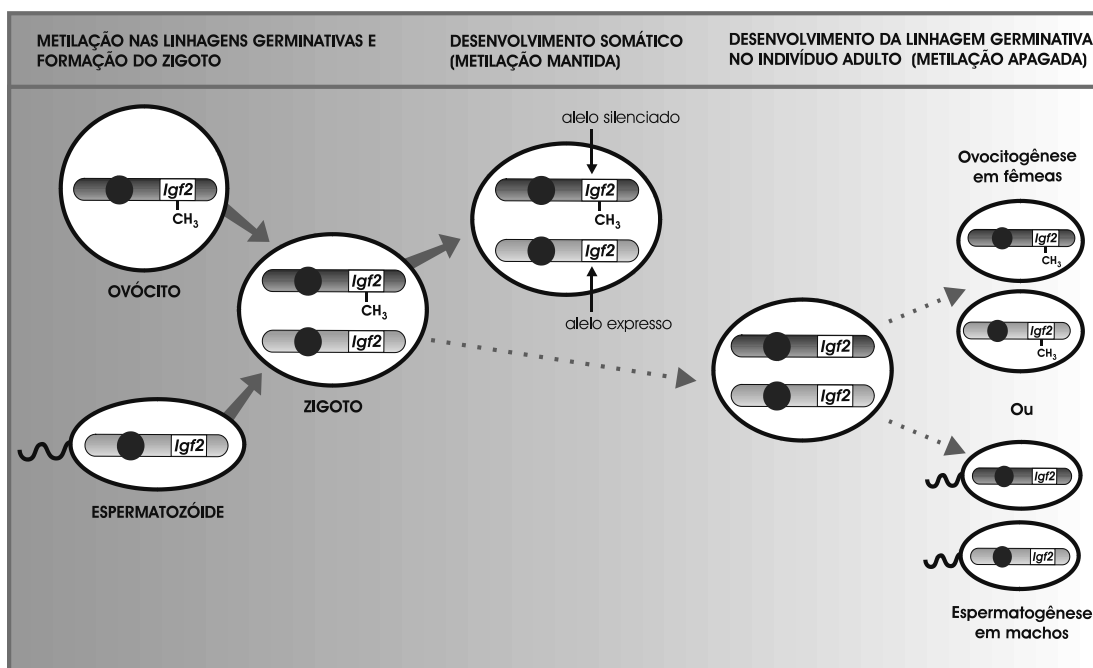 METILAÇÃO NAS LINHAGENS GERMINATIVAS E
FORMAÇÃO DO ZIGOTO
DESENVOLVIMENTO SOMÁTICO
(METILAÇÃO MANTIDA)
DESENVOLVIMENTO DA LINHAGEM GERMINATIVA
NO INDIVÍDUO ADULTO (METILAÇÃO APAGADA)
Igf2
CH3
OVÓCITO
Igf2
ESPERMATOZÓIDE
Igf2
CH3
Igf2
ZIGOTO
alelo silenciado
Igf2
CH3
Igf2
alelo expresso
Igf2
Igf2
Ovocitogênese
em fêmeas
Igf2
CH3
Igf2
CH3
Ou
Igf2
Igf2
Espermatogênese
em machos